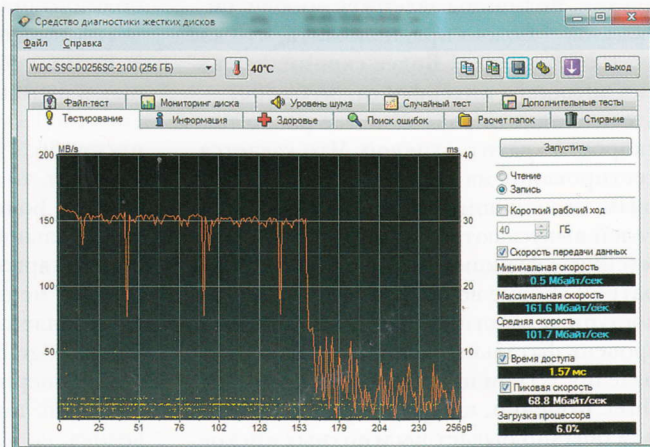 Средство диагностики жестких дисков
Файл Справка
WDC SSC-D0256SC-2100 (256 ГБ) 40°C Выход
Файл-тест Мониторинг диска Уровень шума Случайный тест Дополнительные тесты
Тестирование Информация Здоровье Поиск ошибок Расчет папок Стирание
MB/s ms
200 40
150 30
100 20
50 10
0 25 51 76 102 128 153 179 204 230 256gB
Запустить
Чтение
Запись
Короткий рабочий ход
40 ГБ
Скорость передачи данных
Минимальная скорость
0.5 Мбайт/сек
Максимальная скорость
161.6 Мбайт/сек
Средняя скорость
101.7 Мбайт/сек
Время доступа
1.57 мс
Пиковая скорость
68.8 Мбайт/сек
Загрузка процессора
6.0%